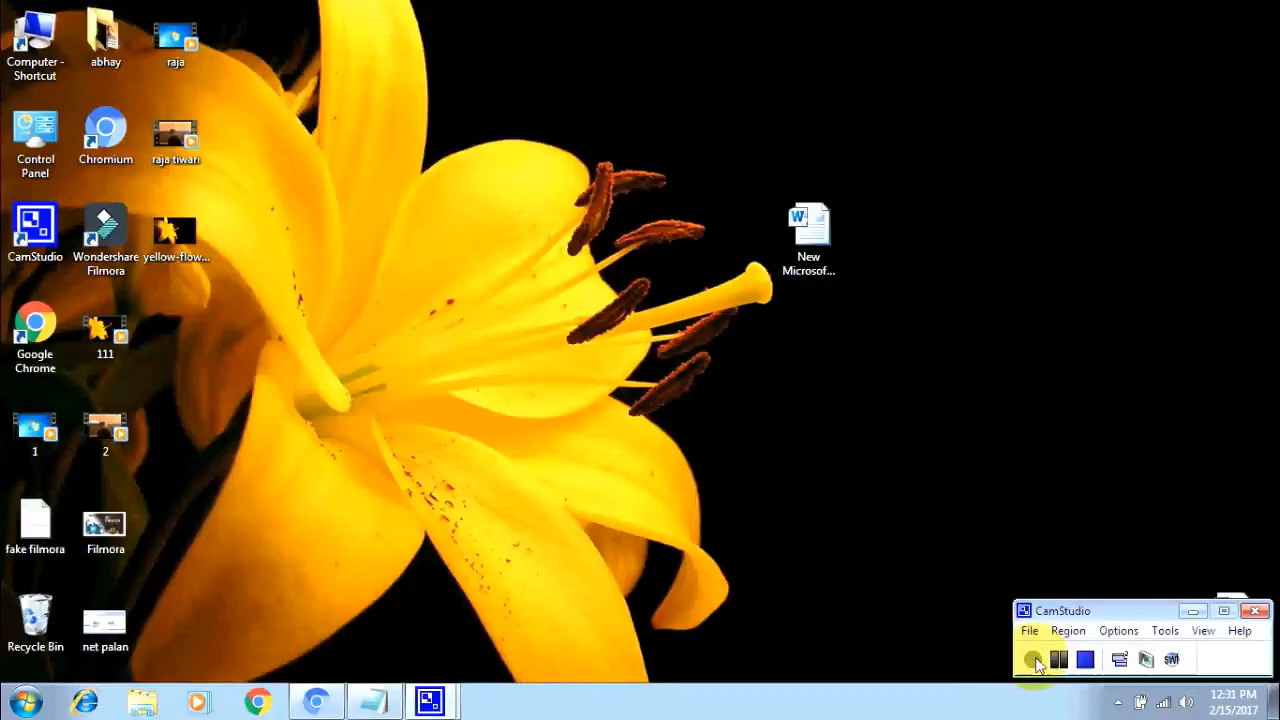 Computer -
Shortcut
abhay
raja
Control
Panel
Chromium
raja tiwari
CamStudio
Wondershare
Filmora
yellow-flow...
Google
Chrome
111
1
2
fake filmora
Filmora
Recycle Bin
net palan
New
Microsof...
CamStudio
File
Region
Options
Tools
View
Help
SWF
12:31 PM
2/15/2017